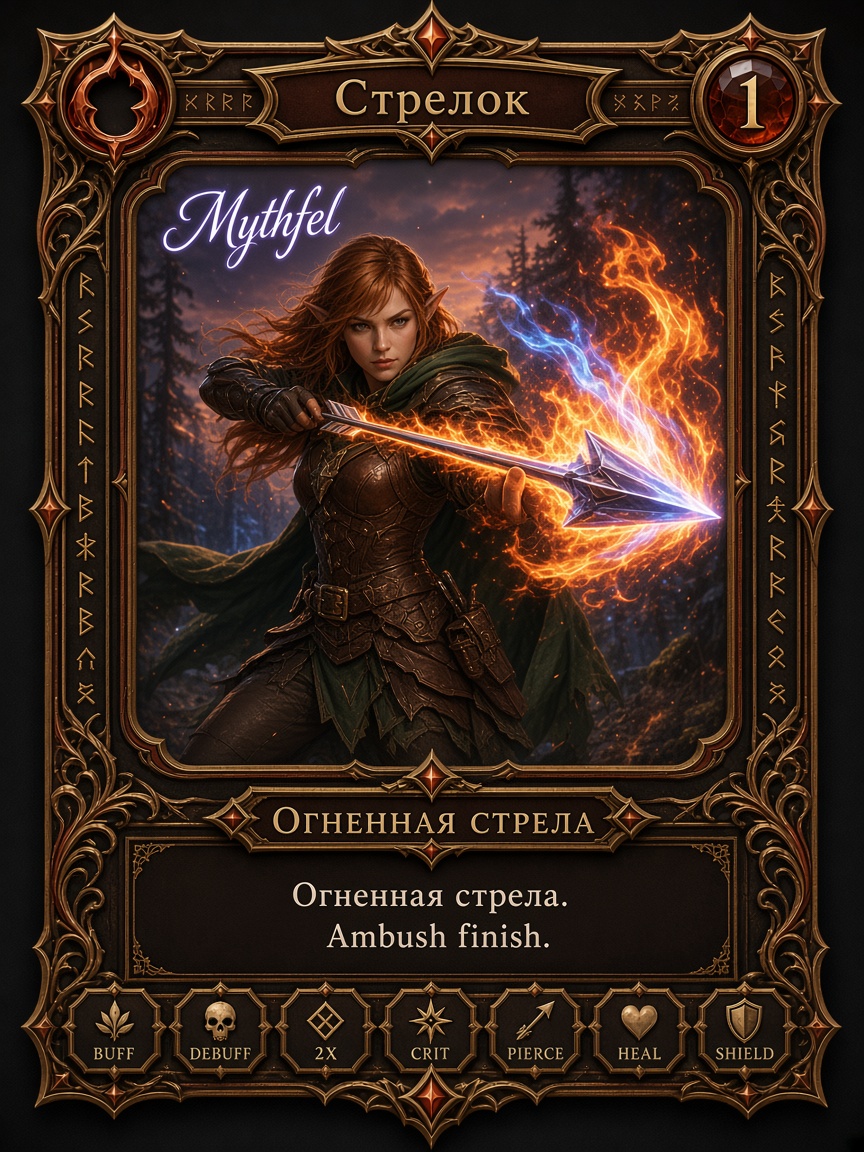 Стрелок
1
Mythfel
Огненная стрела
Огненная стрела.
Ambush finish.
BUFF
DEBUFF
2X
CRIT
PIERCE
HEAL
SHIELD